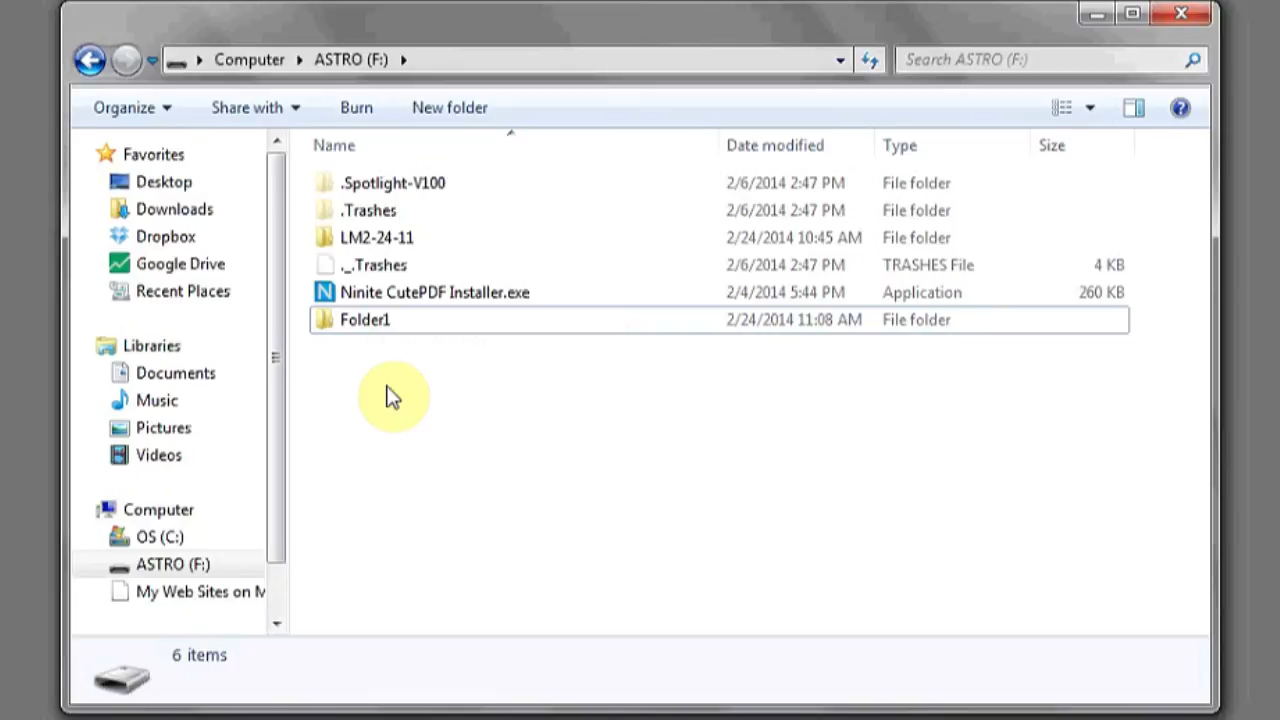 Computer ASTRO (F:) Search ASTRO (F:)
Organize Share with Burn New folder
Name Date modified Type Size
.Spotlight-V100 2/6/2014 2:47 PM File folder
.Trashes 2/6/2014 2:47 PM File folder
LM2-24-11 2/24/2014 10:45 AM File folder
._.Trashes 2/6/2014 2:47 PM TRASHES File 4 KB
Ninite CutePDF Installer.exe 2/4/2014 5:44 PM Application 260 KB
Folder1 2/24/2014 11:08 AM File folder
Favorites
Desktop
Downloads
Dropbox
Google Drive
Recent Places
Libraries
Documents
Music
Pictures
Videos
Computer
OS (C:)
ASTRO (F:)
My Web Sites on M
6 items